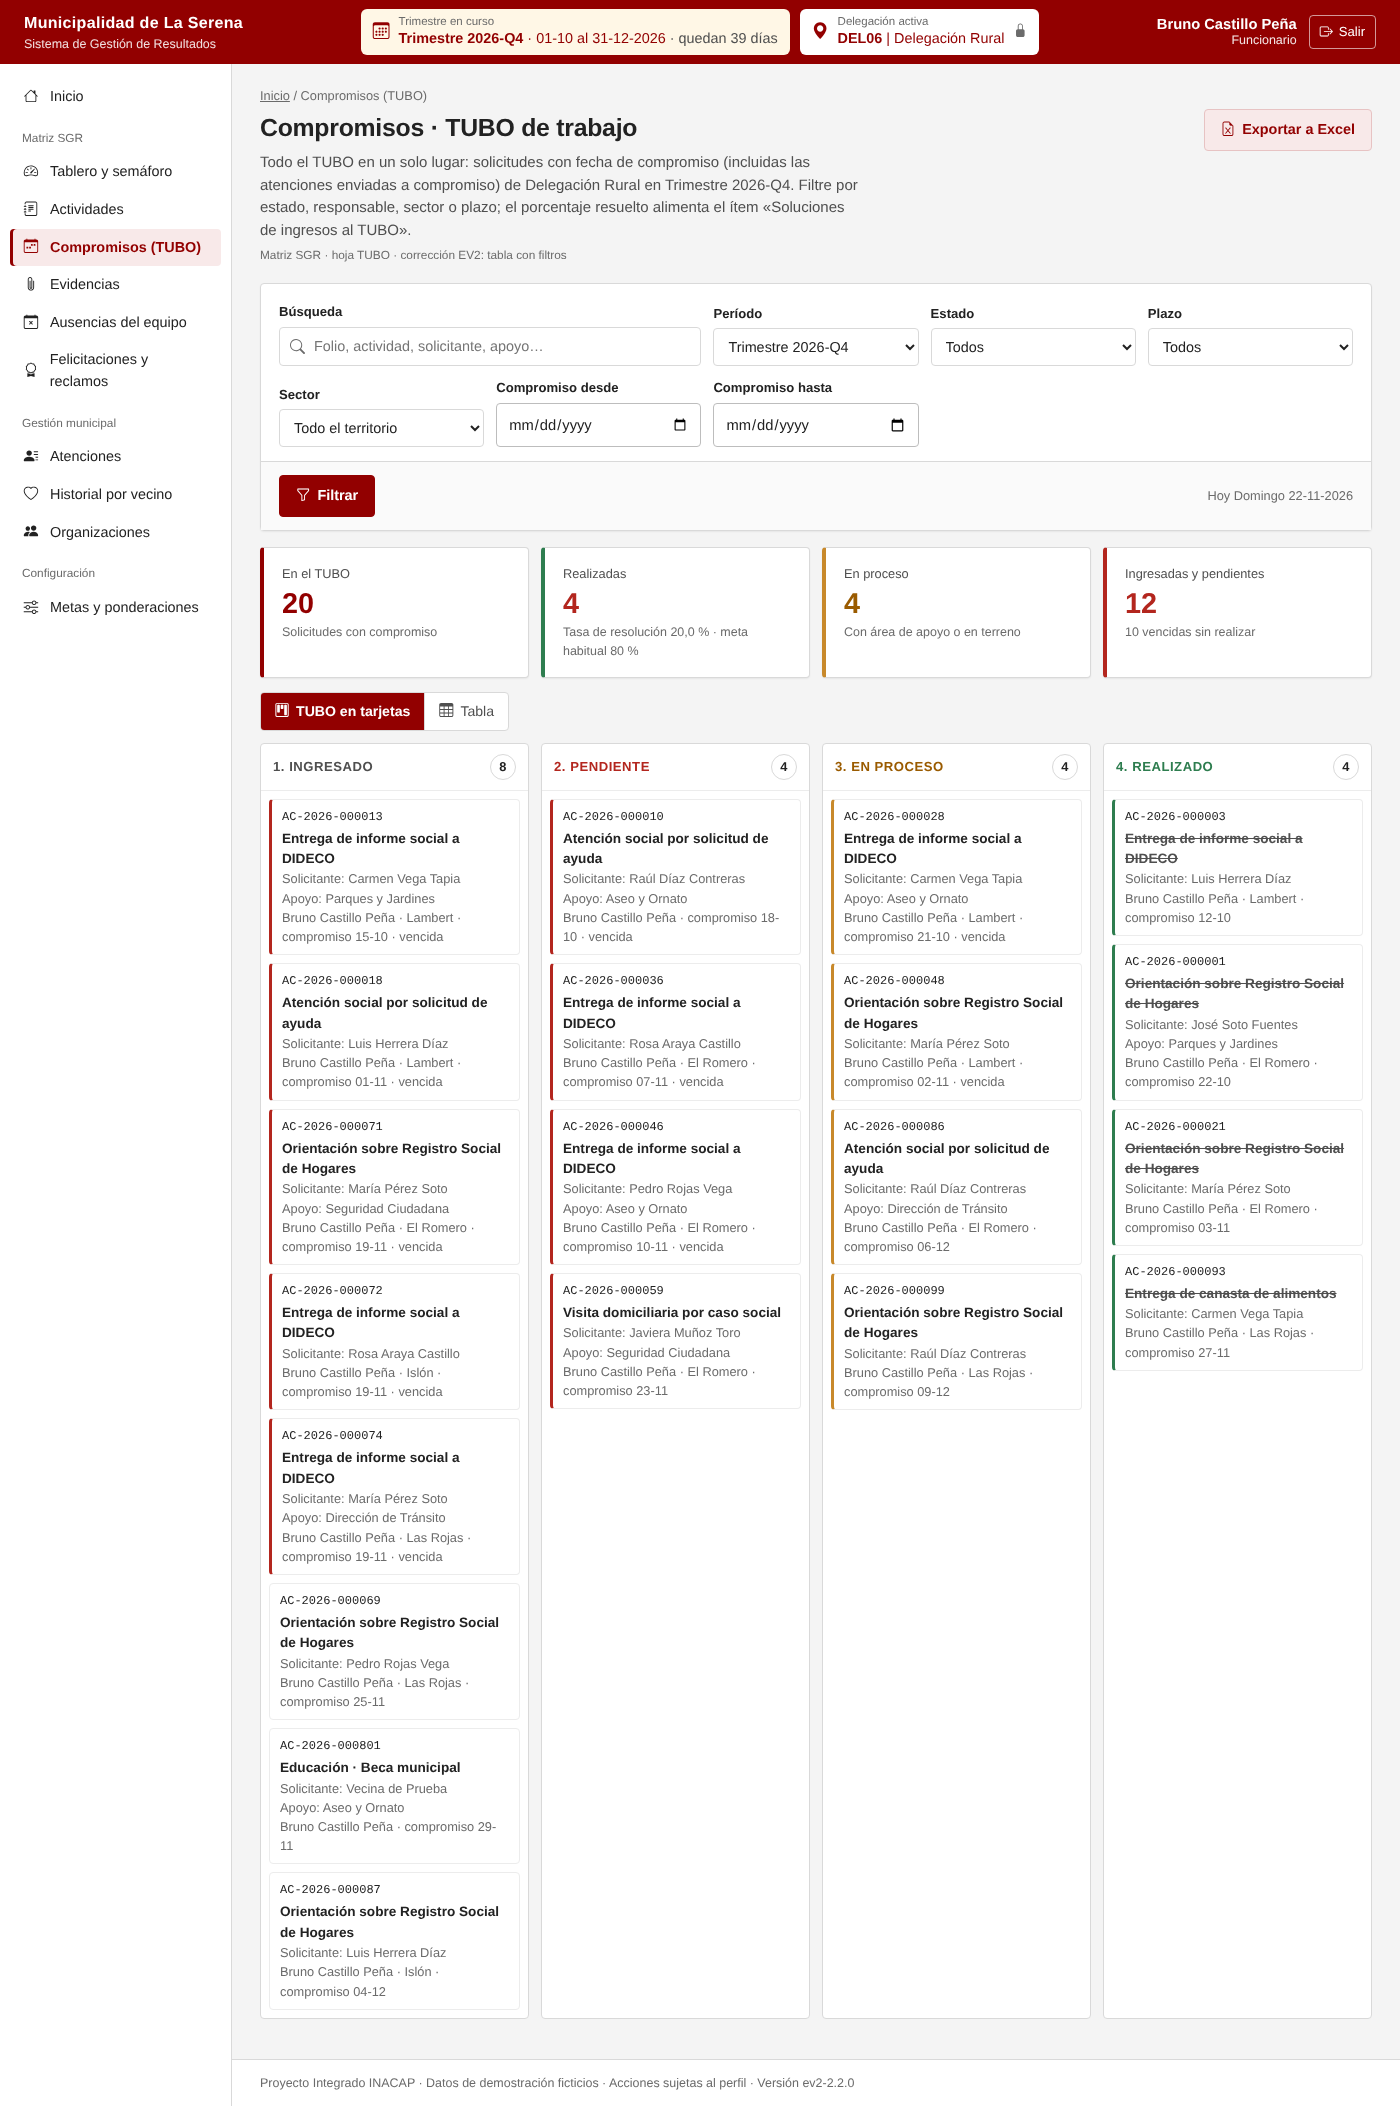 Municipalidad de La Serena
Sistema de Gestión de Resultados
Trimestre en curso
Trimestre 2026-Q4 · 01-10 al 31-12-2026 · quedan 39 días
Delegación activa
DEL06 | Delegación Rural
Bruno Castillo Peña
Funcionario
Salir
Inicio
Matriz SGR
Tablero y semáforo
Actividades
Compromisos (TUBO)
Evidencias
Ausencias del equipo
Felicitaciones y
reclamos
Gestión municipal
Atenciones
Historial por vecino
Organizaciones
Configuración
Metas y ponderaciones
Inicio / Compromisos (TUBO)
Compromisos · TUBO de trabajo
Exportar a Excel
Todo el TUBO en un solo lugar: solicitudes con fecha de compromiso (incluidas las
atenciones enviadas a compromiso) de Delegación Rural en Trimestre 2026-Q4. Filtre por
estado, responsable, sector o plazo; el porcentaje resuelto alimenta el ítem «Soluciones
de ingresos al TUBO».
Matriz SGR · hoja TUBO · corrección EV2: tabla con filtros
Búsqueda
Folio, actividad, solicitante, apoyo…
Período
Trimestre 2026-Q4
Estado
Todos
Plazo
Todos
Sector
Todo el territorio
Compromiso desde
mm/dd/yyyy
Compromiso hasta
mm/dd/yyyy
Filtrar
Hoy Domingo 22-11-2026
En el TUBO
20
Solicitudes con compromiso
Realizadas
4
Tasa de resolución 20,0 % · meta
habitual 80 %
En proceso
4
Con área de apoyo o en terreno
Ingresadas y pendientes
12
10 vencidas sin realizar
TUBO en tarjetas
Tabla
1. INGRESADO
8
AC-2026-000013
Entrega de informe social a
DIDECO
Solicitante: Carmen Vega Tapia
Apoyo: Parques y Jardines
Bruno Castillo Peña · Lambert ·
compromiso 15-10 · vencida
AC-2026-000018
Atención social por solicitud de
ayuda
Solicitante: Luis Herrera Díaz
Bruno Castillo Peña · Lambert ·
compromiso 01-11 · vencida
AC-2026-000071
Orientación sobre Registro Social
de Hogares
Solicitante: María Pérez Soto
Apoyo: Seguridad Ciudadana
Bruno Castillo Peña · El Romero ·
compromiso 19-11 · vencida
AC-2026-000072
Entrega de informe social a
DIDECO
Solicitante: Rosa Araya Castillo
Bruno Castillo Peña · Islón ·
compromiso 19-11 · vencida
AC-2026-000074
Entrega de informe social a
DIDECO
Solicitante: María Pérez Soto
Apoyo: Dirección de Tránsito
Bruno Castillo Peña · Las Rojas ·
compromiso 19-11 · vencida
AC-2026-000069
Orientación sobre Registro Social
de Hogares
Solicitante: Pedro Rojas Vega
Bruno Castillo Peña · Las Rojas ·
compromiso 25-11
AC-2026-000801
Educación · Beca municipal
Solicitante: Vecina de Prueba
Apoyo: Aseo y Ornato
Bruno Castillo Peña · compromiso 29-
11
AC-2026-000087
Orientación sobre Registro Social
de Hogares
Solicitante: Luis Herrera Díaz
Bruno Castillo Peña · Islón ·
compromiso 04-12
2. PENDIENTE
4
AC-2026-000010
Atención social por solicitud de
ayuda
Solicitante: Raúl Díaz Contreras
Apoyo: Aseo y Ornato
Bruno Castillo Peña · compromiso 18-
10 · vencida
AC-2026-000036
Entrega de informe social a
DIDECO
Solicitante: Rosa Araya Castillo
Bruno Castillo Peña · El Romero ·
compromiso 07-11 · vencida
AC-2026-000046
Entrega de informe social a
DIDECO
Solicitante: Pedro Rojas Vega
Apoyo: Aseo y Ornato
Bruno Castillo Peña · El Romero ·
compromiso 10-11 · vencida
AC-2026-000059
Visita domiciliaria por caso social
Solicitante: Javiera Muñoz Toro
Apoyo: Seguridad Ciudadana
Bruno Castillo Peña · El Romero ·
compromiso 23-11
3. EN PROCESO
4
AC-2026-000028
Entrega de informe social a
DIDECO
Solicitante: Carmen Vega Tapia
Apoyo: Aseo y Ornato
Bruno Castillo Peña · Lambert ·
compromiso 21-10 · vencida
AC-2026-000048
Orientación sobre Registro Social
de Hogares
Solicitante: María Pérez Soto
Bruno Castillo Peña · Lambert ·
compromiso 02-11 · vencida
AC-2026-000086
Atención social por solicitud de
ayuda
Solicitante: Raúl Díaz Contreras
Apoyo: Dirección de Tránsito
Bruno Castillo Peña · El Romero ·
compromiso 06-12
AC-2026-000099
Orientación sobre Registro Social
de Hogares
Solicitante: Raúl Díaz Contreras
Bruno Castillo Peña · Las Rojas ·
compromiso 09-12
4. REALIZADO
4
AC-2026-000003
Entrega de informe social a
DIDECO
Solicitante: Luis Herrera Díaz
Bruno Castillo Peña · Lambert ·
compromiso 12-10
AC-2026-000001
Orientación sobre Registro Social
de Hogares
Solicitante: José Soto Fuentes
Apoyo: Parques y Jardines
Bruno Castillo Peña · El Romero ·
compromiso 22-10
AC-2026-000021
Orientación sobre Registro Social
de Hogares
Solicitante: María Pérez Soto
Bruno Castillo Peña · El Romero ·
compromiso 03-11
AC-2026-000093
Entrega de canasta de alimentos
Solicitante: Carmen Vega Tapia
Bruno Castillo Peña · Las Rojas ·
compromiso 27-11
Proyecto Integrado INACAP · Datos de demostración ficticios · Acciones sujetas al perfil · Versión ev2-2.2.0